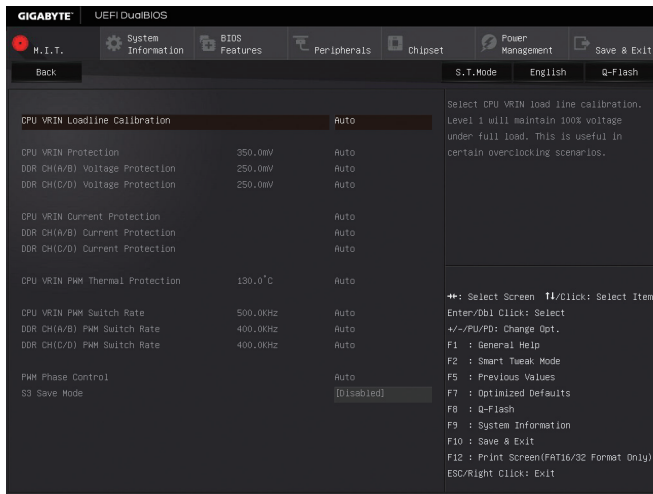 GIGABYTE™ UEFI DualBIOS
M.I.T. System Information BIOS Features Peripherals Chipset Power Management Save & Exit
Back S.T.Mode English Q-Flash
CPU VRIN Loadline Calibration Auto
CPU VRIN Protection 350.0mV Auto
DDR CH(A/B) Voltage Protection 250.0mV Auto
DDR CH(C/D) Voltage Protection 250.0mV Auto
CPU VRIN Current Protection Auto
DDR CH(A/B) Current Protection Auto
DDR CH(C/D) Current Protection Auto
CPU VRIN PWM Thermal Protection 130.0°C Auto
CPU VRIN PWM Switch Rate 500.0KHz Auto
DDR CH(A/B) PWM Switch Rate 400.0KHz Auto
DDR CH(C/D) PWM Switch Rate 400.0KHz Auto
PWM Phase Control Auto
S3 Save Mode [Disabled]
Select CPU VRIN load line calibration.
Level 1 will maintain 100% voltage
under full load. This is useful in
certain overclocking scenarios.
→←: Select Screen ↑↓/Click: Select Item
Enter/Dbl Click: Select
+/-/PU/PD: Change Opt.
F1 : General Help
F2 : Smart Tweak Mode
F5 : Previous Values
F7 : Optimized Defaults
F8 : Q-Flash
F9 : System Information
F10 : Save & Exit
F12 : Print Screen(FAT16/32 Format Only)
ESC/Right Click: Exit